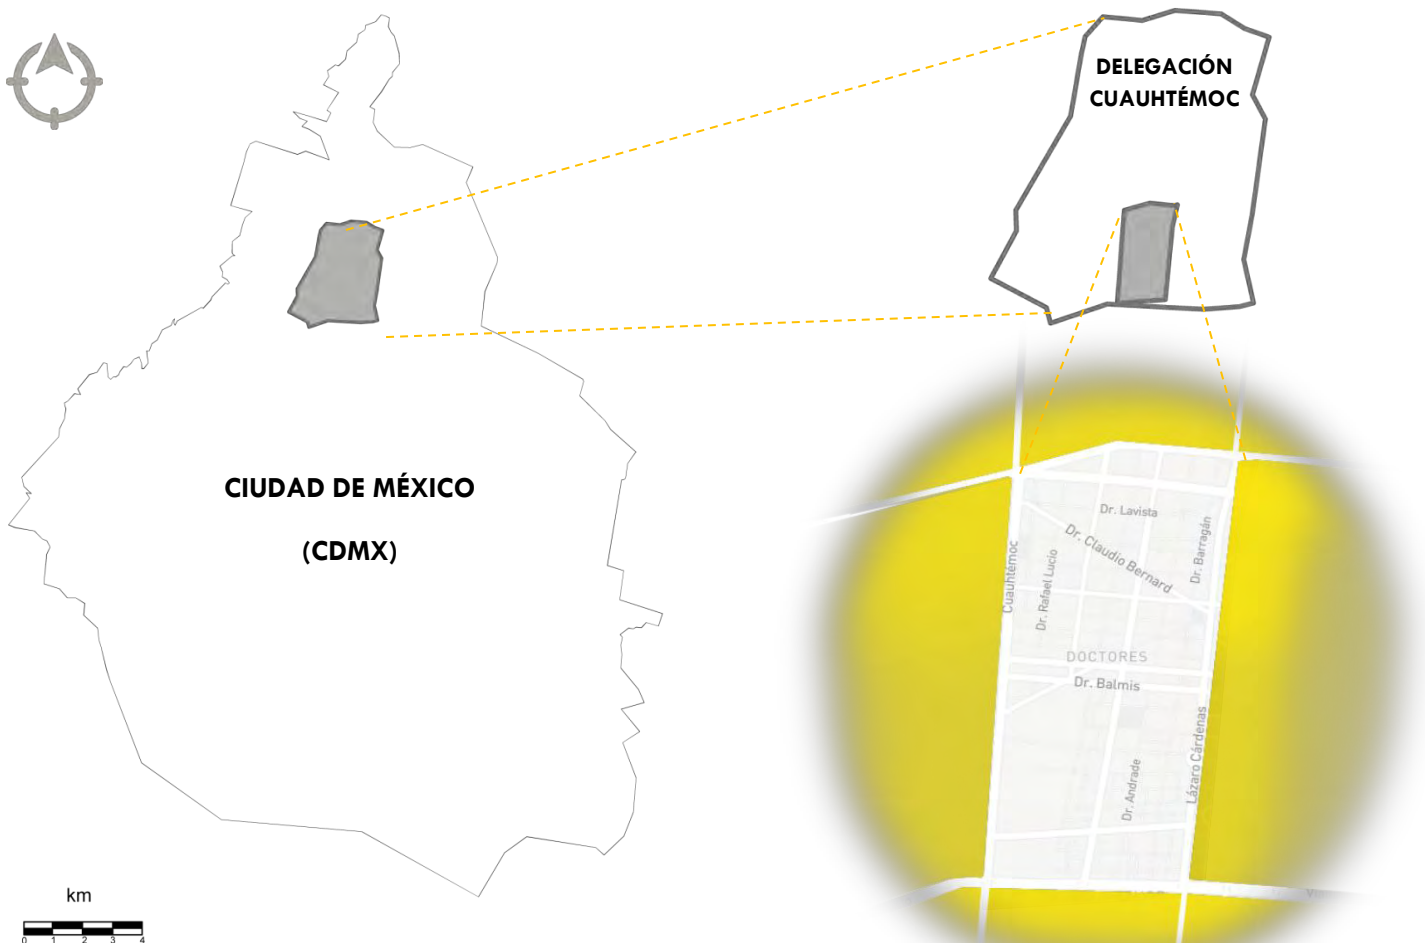 DELEGACIÓN
CUAUHTÉMOC
CIUDAD DE MÉXICO
(CDMX)
Dr. Lavista
Dr. Claudio Bernard
Dr. Barragán
Cuauhtémoc
Dr. Rafael Lucio
DOCTORES
Dr. Balmis
Lázaro Cárdenas
Dr. Andrade
km
0 1 2 3 4